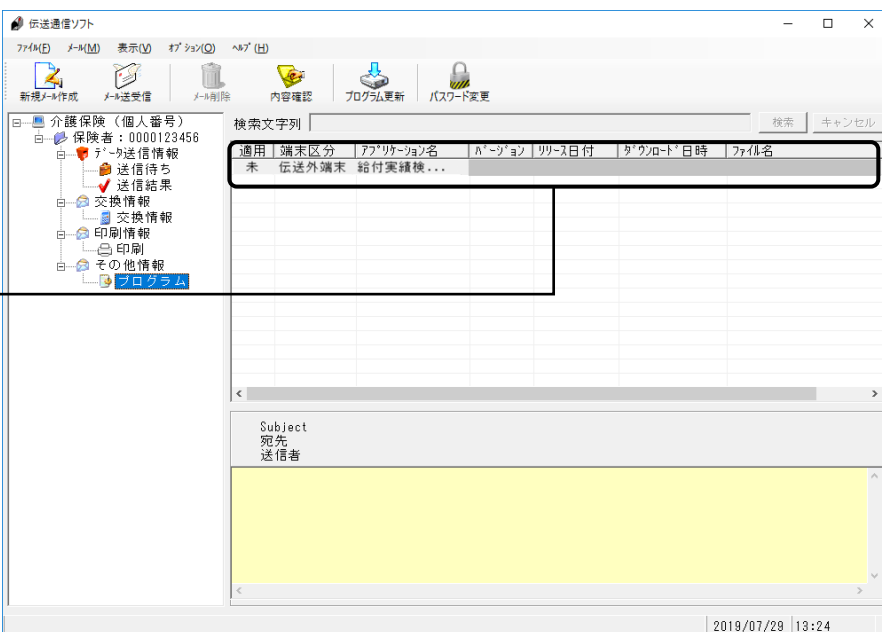 伝送通信ソフト
ﾌｧｲﾙ(F) ﾒｰﾙ(M) 表示(V) ｵﾌﾟｼｮﾝ(O) ﾍﾙﾌﾟ(H)
新規ﾒｰﾙ作成 ﾒｰﾙ送受信 ﾒｰﾙ削除 内容確認 ﾌﾟﾛｸﾞﾗﾑ更新 ﾊﾟｽﾜｰﾄﾞ変更
介護保険（個人番号）
保険者：0000123456
ﾃﾞｰﾀ送信情報
送信待ち
送信結果
交換情報
交換情報
印刷情報
印刷
その他情報
プログラム
検索文字列 検索 キャンセル
適用 端末区分 ｱﾌﾟﾘｹｰｼｮﾝ名 ﾊﾞｰｼﾞｮﾝ ﾘﾘｰｽ日付 ﾀﾞｳﾝﾛｰﾄﾞ日時 ﾌｧｲﾙ名
未 伝送外端末 給付実績検...
Subject
宛先
送信者
2019/07/29 13:24